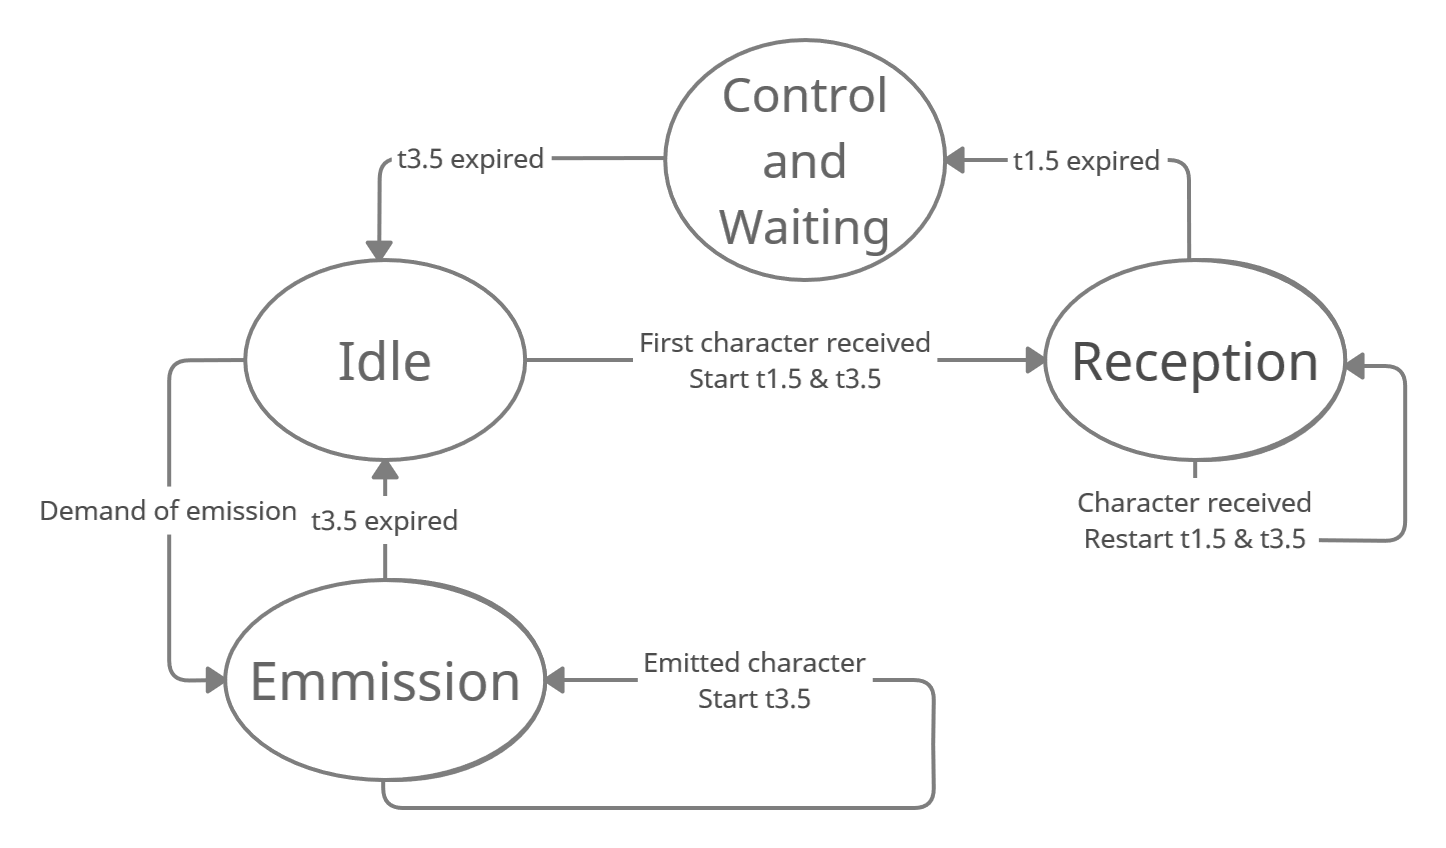 Control
and
Waiting
t3.5 expired
t1.5 expired
Idle
First character received
Start t1.5 & t3.5
Reception
Demand of emission
t3.5 expired
Character received
Restart t1.5 & t3.5
Emmission
Emitted character
Start t3.5